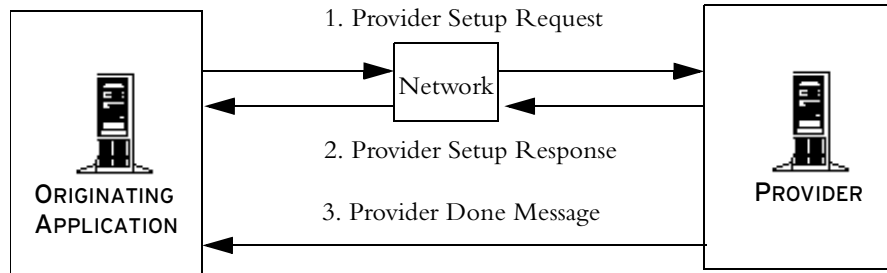 1. Provider Setup Request
Network
2. Provider Setup Response
ORIGINATING
APPLICATION
PROVIDER
3. Provider Done Message